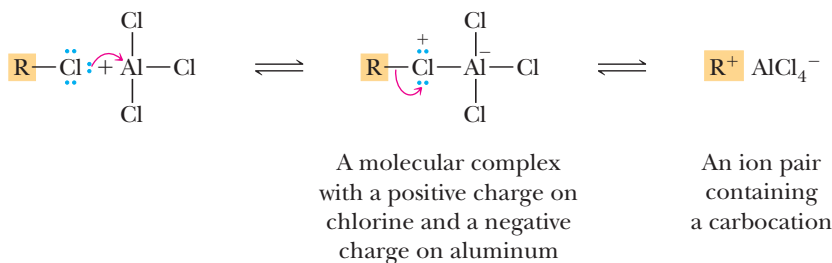 Cl Cl
+ −
R—Cl + Al—Cl ⇌ R—Cl—Al—Cl ⇌ R⁺ AlCl₄⁻
Cl Cl
A molecular complex
with a positive charge on
chlorine and a negative
charge on aluminum
An ion pair
containing
a carbocation